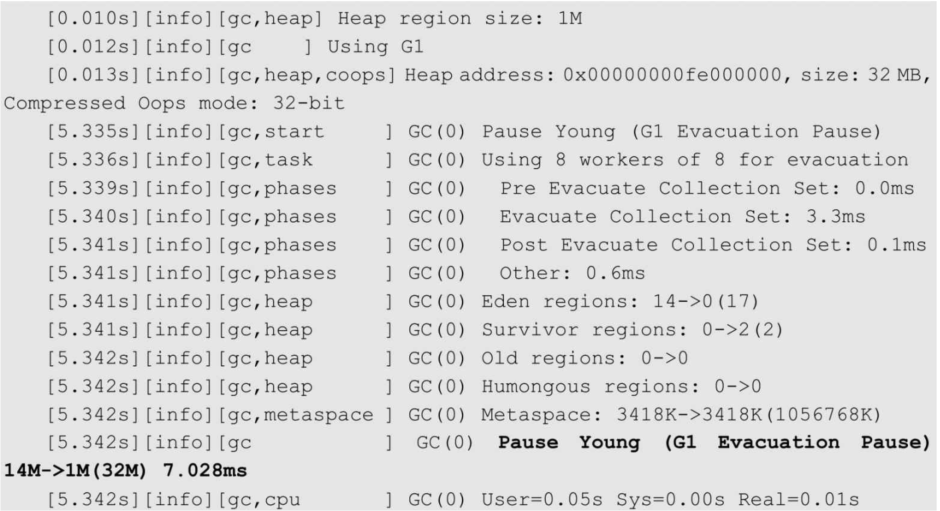 [0.010s][info][gc,heap] Heap region size: 1M
[0.012s][info][gc     ] Using G1
[0.013s][info][gc,heap,coops] Heap address: 0x00000000fe000000, size: 32 MB,
Compressed Oops mode: 32-bit
[5.335s][info][gc,start     ] GC(0) Pause Young (G1 Evacuation Pause)
[5.336s][info][gc,task      ] GC(0) Using 8 workers of 8 for evacuation
[5.339s][info][gc,phases    ] GC(0)   Pre Evacuate Collection Set: 0.0ms
[5.340s][info][gc,phases    ] GC(0)   Evacuate Collection Set: 3.3ms
[5.341s][info][gc,phases    ] GC(0)   Post Evacuate Collection Set: 0.1ms
[5.341s][info][gc,phases    ] GC(0)   Other: 0.6ms
[5.341s][info][gc,heap      ] GC(0) Eden regions: 14->0(17)
[5.341s][info][gc,heap      ] GC(0) Survivor regions: 0->2(2)
[5.342s][info][gc,heap      ] GC(0) Old regions: 0->0
[5.342s][info][gc,heap      ] GC(0) Humongous regions: 0->0
[5.342s][info][gc,metaspace ] GC(0) Metaspace: 3418K->3418K(1056768K)
[5.342s][info][gc           ] GC(0) Pause Young (G1 Evacuation Pause)
14M->1M(32M) 7.028ms
[5.342s][info][gc,cpu       ] GC(0) User=0.05s Sys=0.00s Real=0.01s